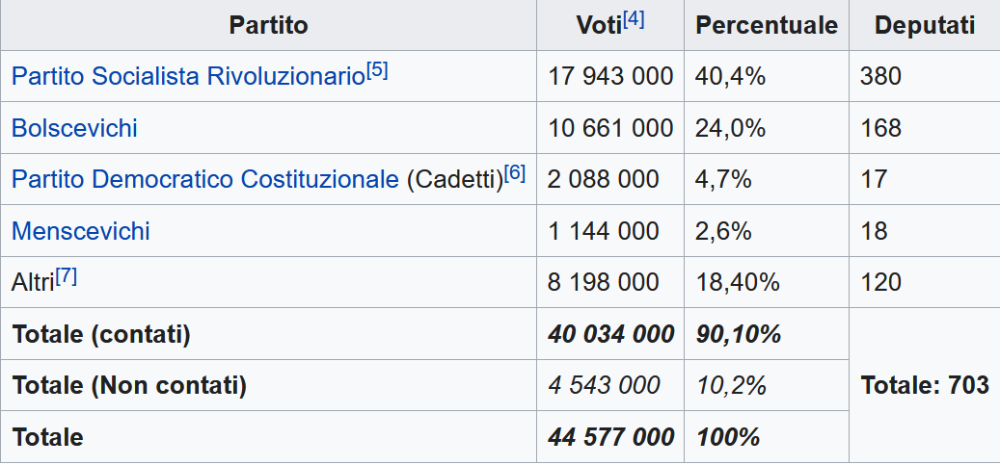 Partito Voti[4] Percentuale Deputati
Partito Socialista Rivoluzionario[5] 17 943 000 40,4% 380
Bolscevichi 10 661 000 24,0% 168
Partito Democratico Costituzionale (Cadetti)[6] 2 088 000 4,7% 17
Menscevichi 1 144 000 2,6% 18
Altri[7] 8 198 000 18,40% 120
Totale (contati) 40 034 000 90,10%
Totale (Non contati) 4 543 000 10,2% Totale: 703
Totale 44 577 000 100%